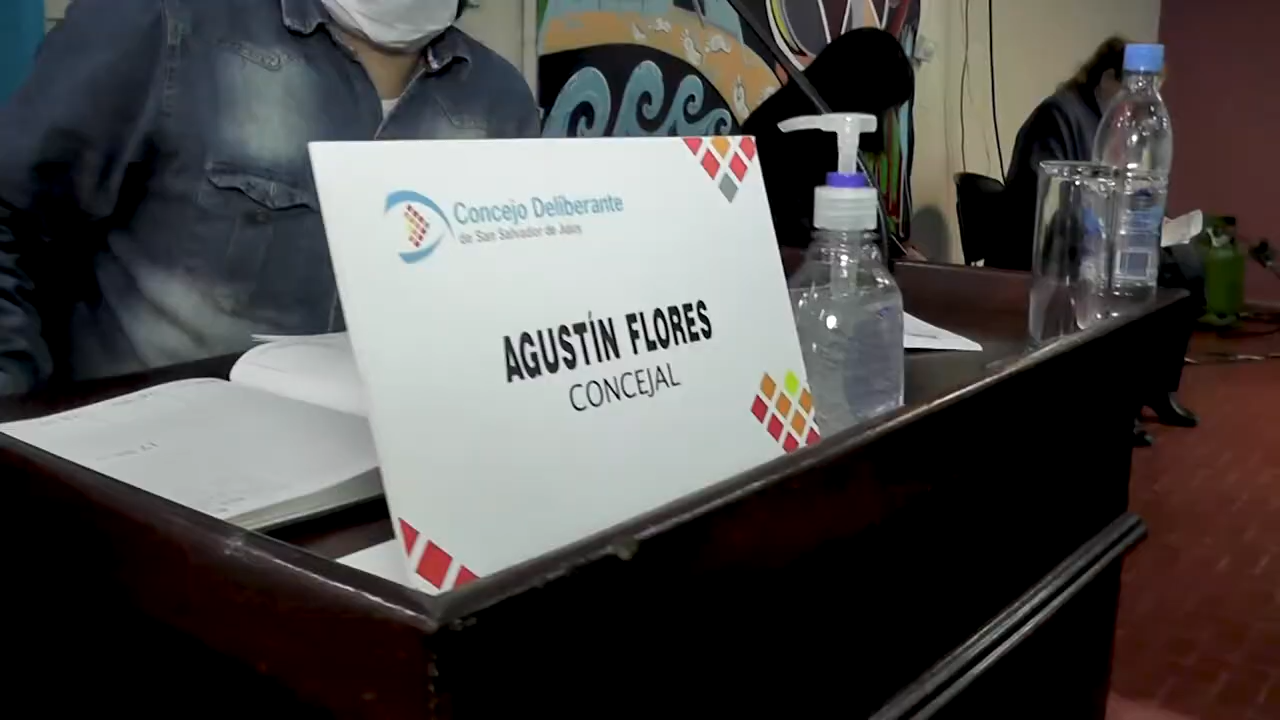 Concejo Deliberante
de San Salvador de Jujuy
AGUSTÍN FLORES
CONCEJAL